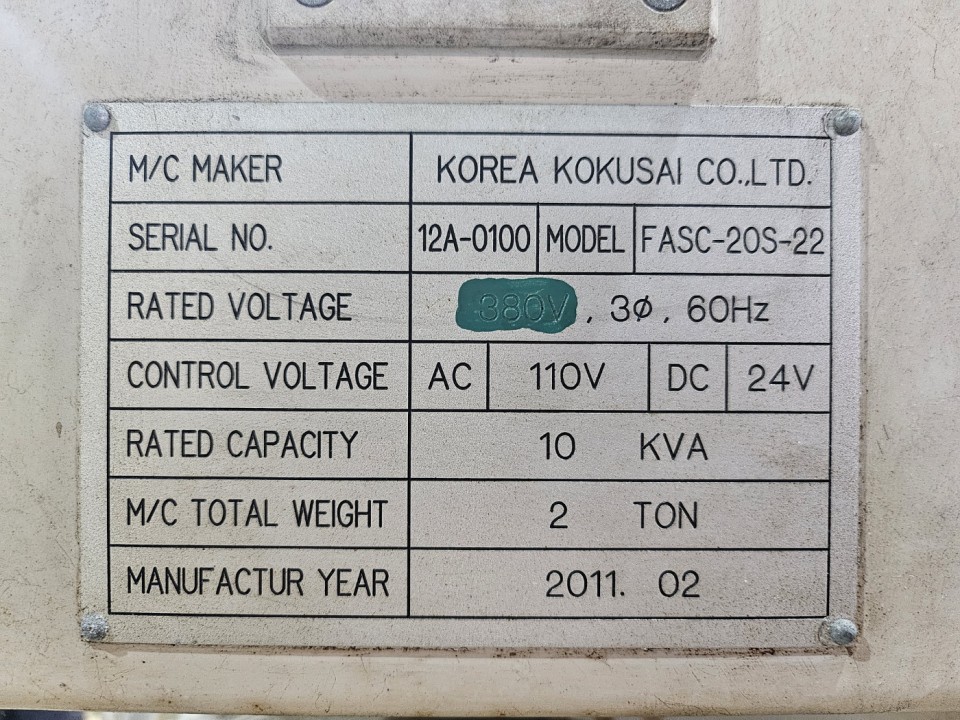 M/C MAKER KOREA KOKUSAI CO.,LTD.
SERIAL NO. 12A-0100 MODEL FASC-20S-22
RATED VOLTAGE 380V, 3ø, 60Hz
CONTROL VOLTAGE AC 110V DC 24V
RATED CAPACITY 10 KVA
M/C TOTAL WEIGHT 2 TON
MANUFACTUR YEAR 2011. 02